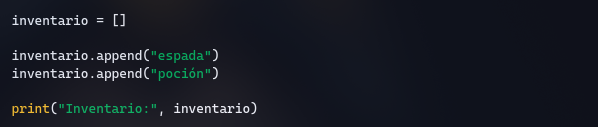 inventario = []
inventario.append("espada")
inventario.append("poción")
print("Inventario:", inventario)